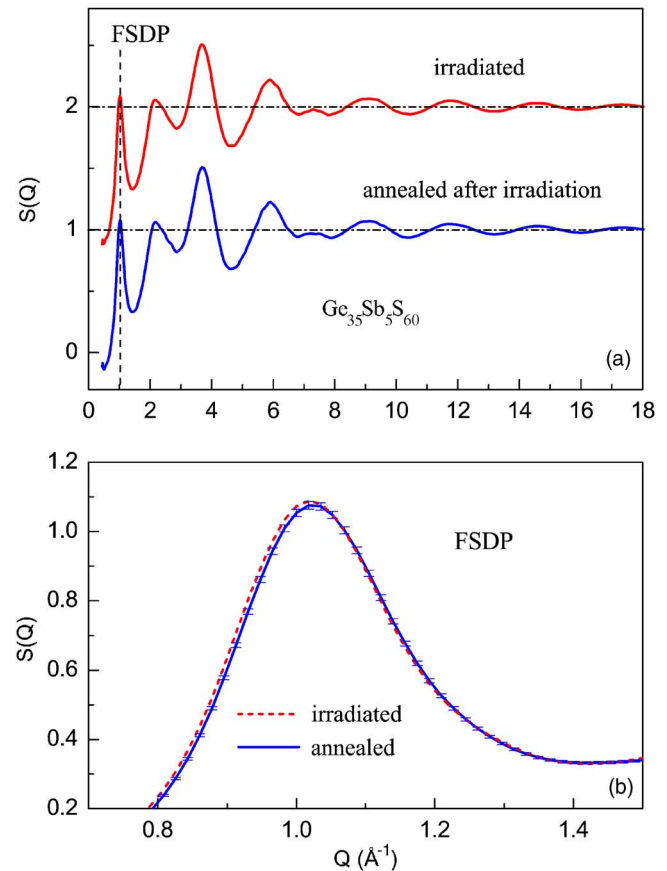 FSDP
irradiated
2
S(Q)
annealed after irradiation
1
Ge₃₅Sb₅S₆₀
0
(a)
0 2 4 6 8 10 12 14 16 18
1.2
1.0
FSDP
0.8
S(Q)
0.6
irradiated
0.4
annealed
(b)
0.2
0.8 1.0 1.2 1.4
Q (Å⁻¹)